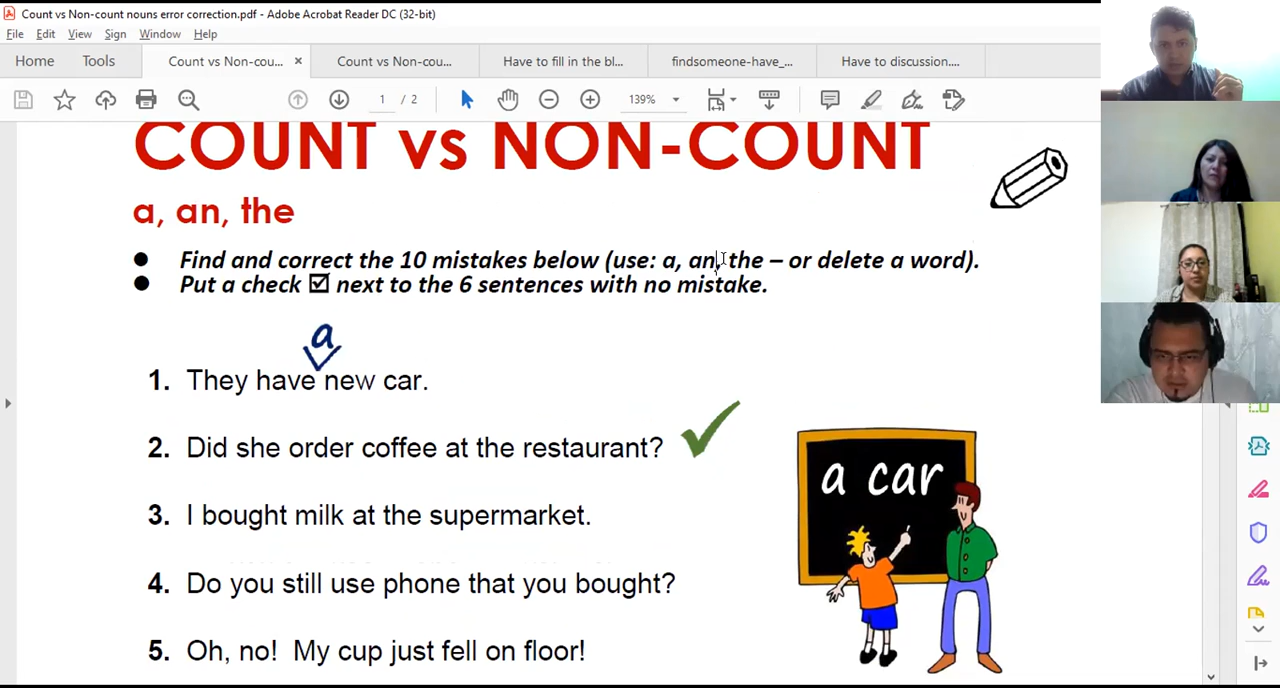 Count vs Non-count nouns error correction.pdf - Adobe Acrobat Reader DC (32-bit)
File Edit View Sign Window Help
Home Tools Count vs Non-cou... × Count vs Non-cou... Have to fill in the bl... findsomeone-have_... Have to discussion....
1 / 2 139%
COUNT vs NON-COUNT
a, an, the
● Find and correct the 10 mistakes below (use: a, an, the – or delete a word).
● Put a check ☑ next to the 6 sentences with no mistake.
a
1. They have new car.
2. Did she order coffee at the restaurant?
a car
3. I bought milk at the supermarket.
4. Do you still use phone that you bought?
5. Oh, no! My cup just fell on floor!